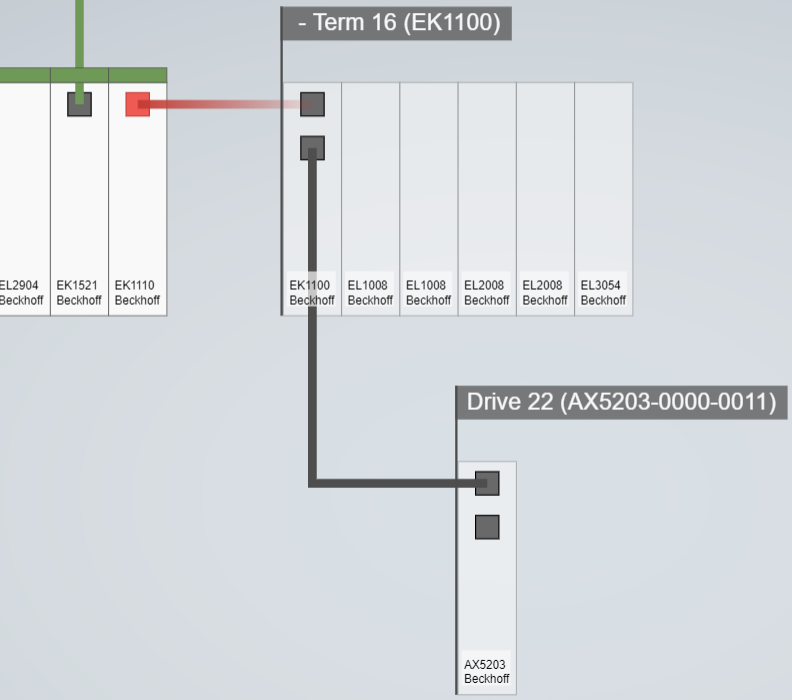 - Term 16 (EK1100)
EL2904
Beckhoff
EK1521
Beckhoff
EK1110
Beckhoff
EK1100
Beckhoff
EL1008
Beckhoff
EL1008
Beckhoff
EL2008
Beckhoff
EL2008
Beckhoff
EL3054
Beckhoff
Drive 22 (AX5203-0000-0011)
AX5203
Beckhoff